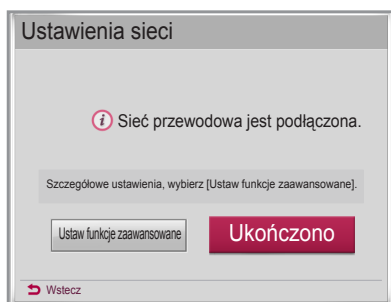 Ustawienia sieci
Sieć przewodowa jest podłączona.
Szczegółowe ustawienia, wybierz [Ustaw funkcje zaawansowane].
Ustaw funkcje zaawansowane
Ukończono
Wstecz